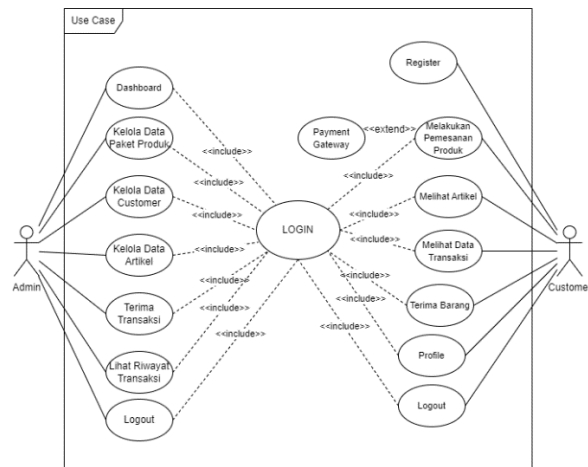 Use Case
Dashboard
Kelola Data
Paket Produk
Kelola Data
Customer
Kelola Data
Artikel
Terima
Transaksi
Lihat Riwayat
Transaksi
Logout
Admin
<<include>>
<<include>>
<<include>>
<<include>>
<<include>>
<<include>>
<<include>>
LOGIN
Payment
Gateway
<<extend>>
<<include>>
<<include>>
<<include>>
<<include>>
<<include>>
<<include>>
Register
Melakukan
Pemesanan
Produk
Melihat Artikel
Melihat Data
Transaksi
Terima Barang
Profile
Logout
Custome